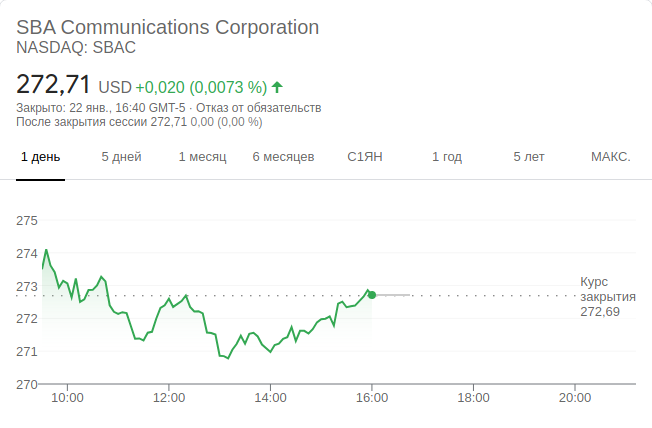 SBA Communications Corporation
NASDAQ: SBAC
272,71 USD +0,020 (0,0073 %)
Закрыто: 22 янв., 16:40 GMT-5 · Отказ от обязательств
После закрытия сессии 272,71 0,00 (0,00 %)
1 день 5 дней 1 месяц 6 месяцев С1ЯН 1 год 5 лет МАКС.
275
274
273
272
271
270
Курс
закрытия
272,69
10:00 12:00 14:00 16:00 18:00 20:00